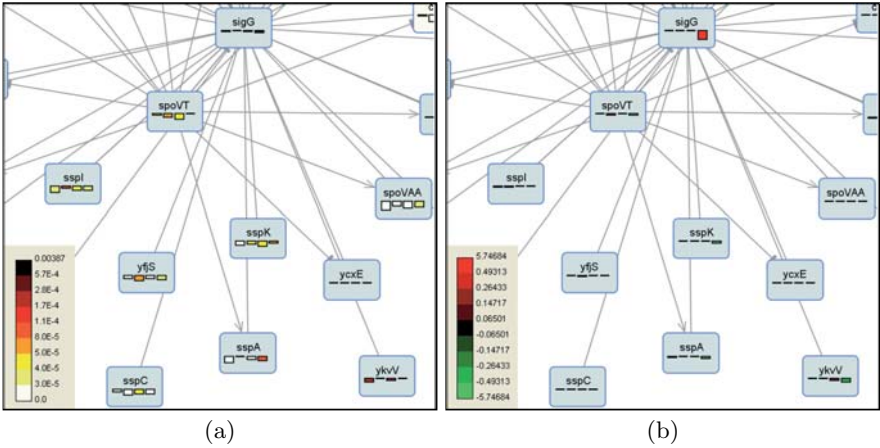 sigG
c
spoVT
sspI
spoVAA
sspK
yfjS
ycxE
sspA
sspC
ykvV
0.00387
5.7E-4
2.8E-4
1.7E-4
1.1E-4
8.0E-5
5.0E-5
4.0E-5
3.0E-5
0.0
(a)
sigG
c
spoVT
sspI
spoVAA
sspK
yfjS
ycxE
sspA
sspC
ykvV
5.74684
0.49313
0.26433
0.14717
0.06501
-0.06501
-0.14717
-0.26433
-0.49313
-5.74684
(b)